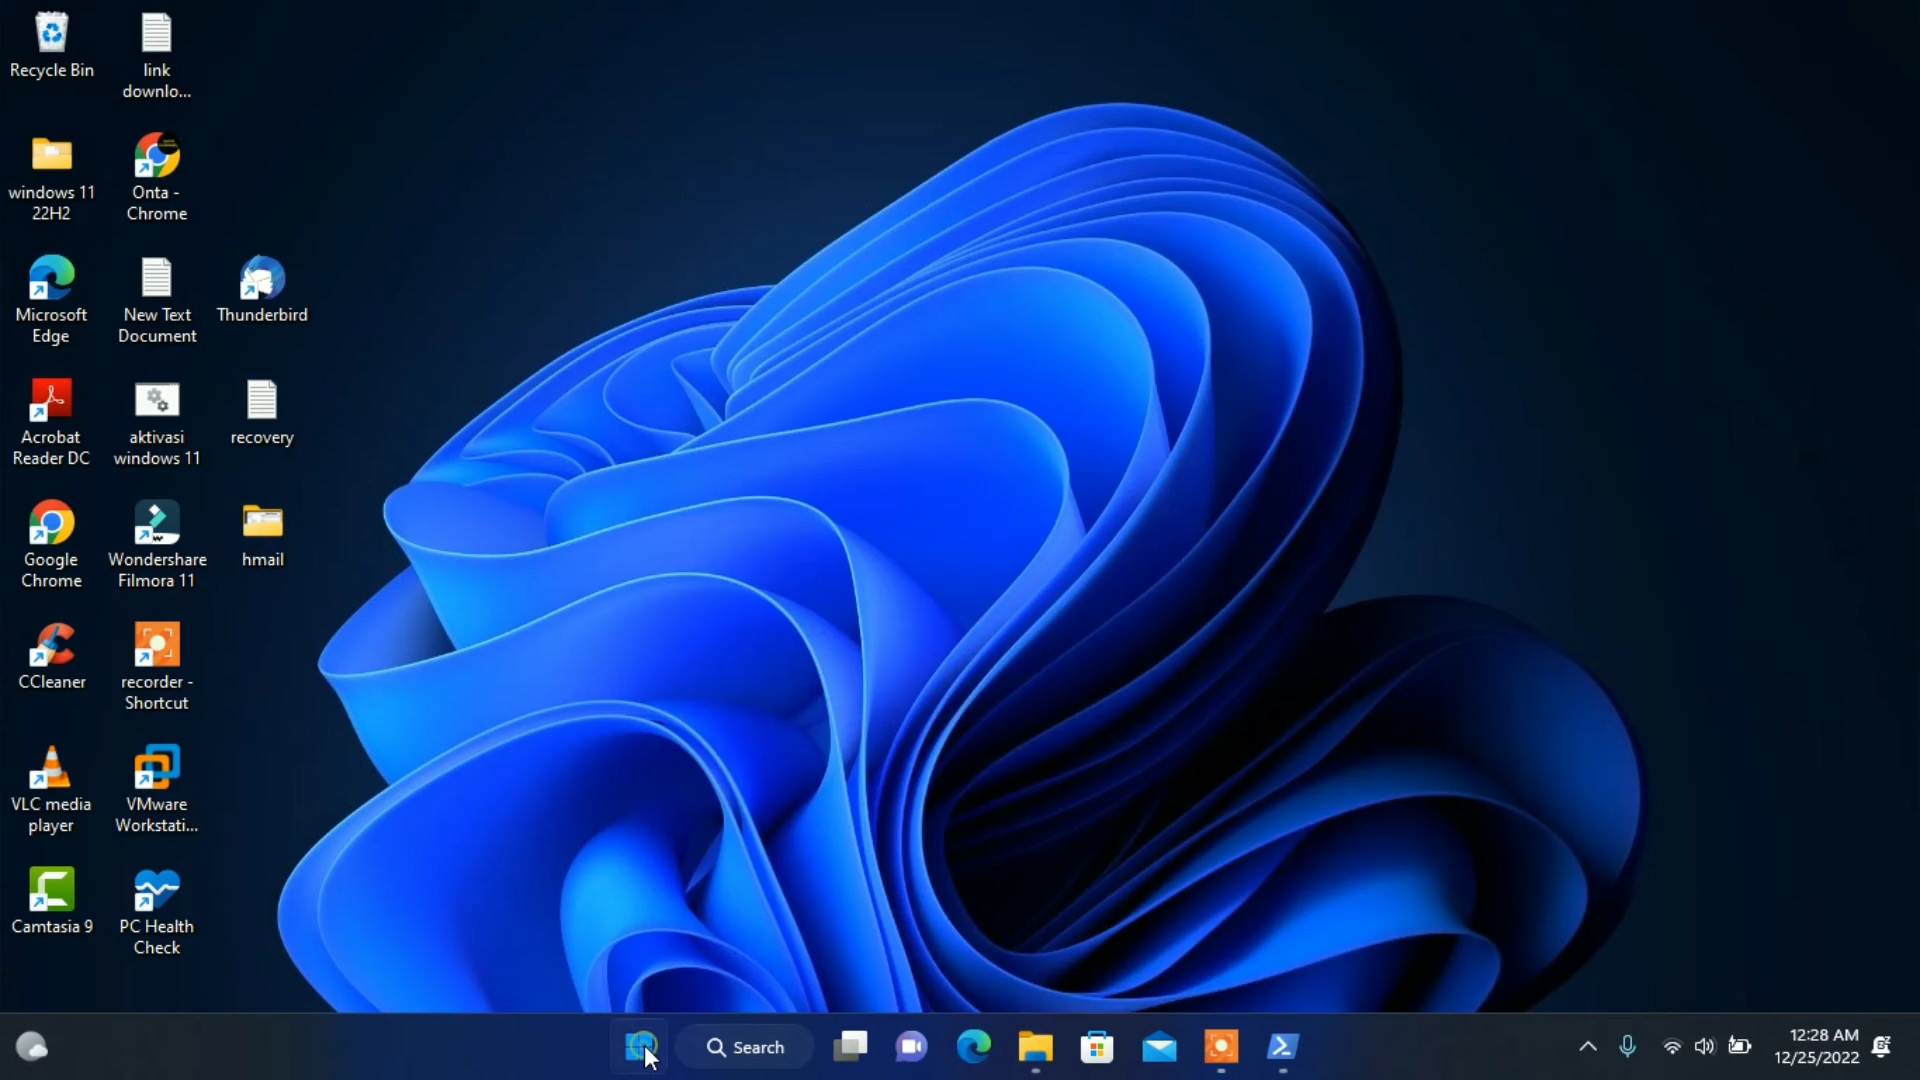 Recycle Bin
link
downlo...
windows 11
22H2
Onta -
Chrome
Microsoft
Edge
New Text
Document
Thunderbird
Acrobat
Reader DC
aktivasi
windows 11
recovery
Google
Chrome
Wondershare
Filmora 11
hmail
CCleaner
recorder -
Shortcut
VLC media
player
VMware
Workstati...
Camtasia 9
PC Health
Check
Search
12:28 AM
12/25/2022